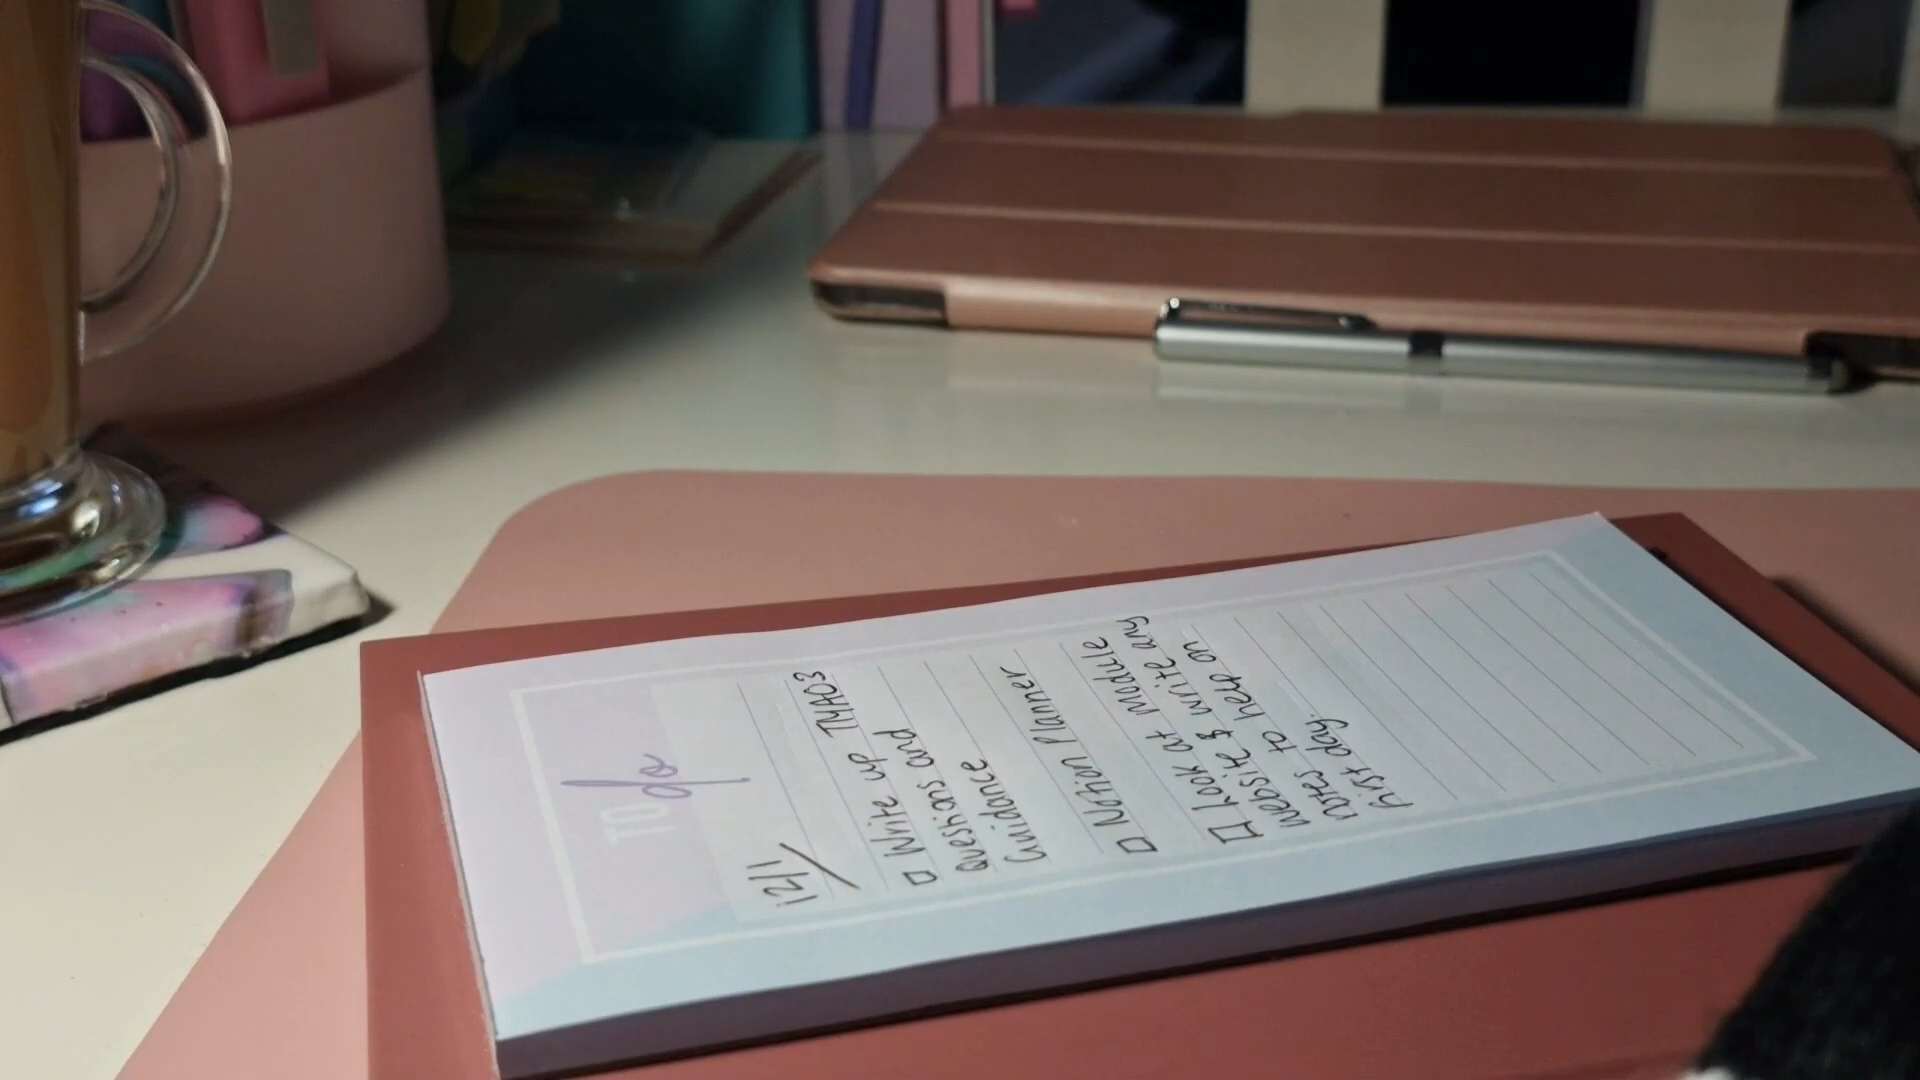 TO do
12/1
Write up TMA03
questions and
Guidance
Notion Planner
Look at module
website & write any
notes to help on
first day.